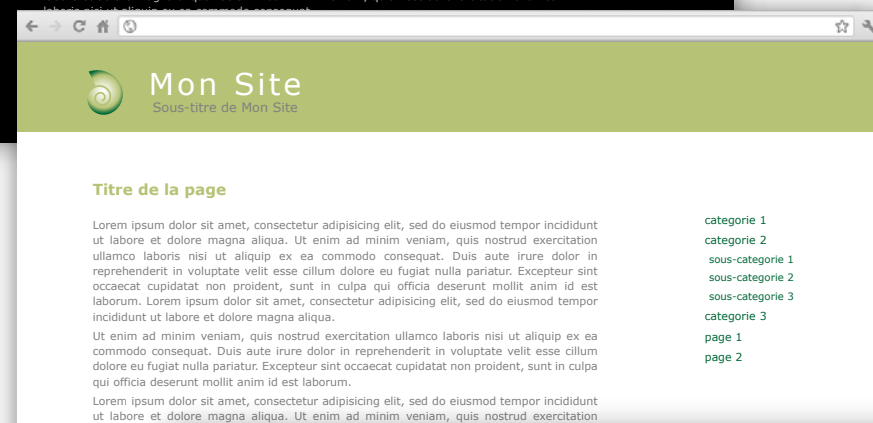 laboris nisi ut aliquip ex ea commodo consequat.
Mon Site
Sous-titre de Mon Site
Titre de la page
Lorem ipsum dolor sit amet, consectetur adipisicing elit, sed do eiusmod tempor incididunt
ut labore et dolore magna aliqua. Ut enim ad minim veniam, quis nostrud exercitation
ullamco laboris nisi ut aliquip ex ea commodo consequat. Duis aute irure dolor in
reprehenderit in voluptate velit esse cillum dolore eu fugiat nulla pariatur. Excepteur sint
occaecat cupidatat non proident, sunt in culpa qui officia deserunt mollit anim id est
laborum. Lorem ipsum dolor sit amet, consectetur adipisicing elit, sed do eiusmod tempor
incididunt ut labore et dolore magna aliqua.
Ut enim ad minim veniam, quis nostrud exercitation ullamco laboris nisi ut aliquip ex ea
commodo consequat. Duis aute irure dolor in reprehenderit in voluptate velit esse cillum
dolore eu fugiat nulla pariatur. Excepteur sint occaecat cupidatat non proident, sunt in culpa
qui officia deserunt mollit anim id est laborum.
Lorem ipsum dolor sit amet, consectetur adipisicing elit, sed do eiusmod tempor incididunt
ut labore et dolore magna aliqua. Ut enim ad minim veniam, quis nostrud exercitation
categorie 1
categorie 2
sous-categorie 1
sous-categorie 2
sous-categorie 3
categorie 3
page 1
page 2